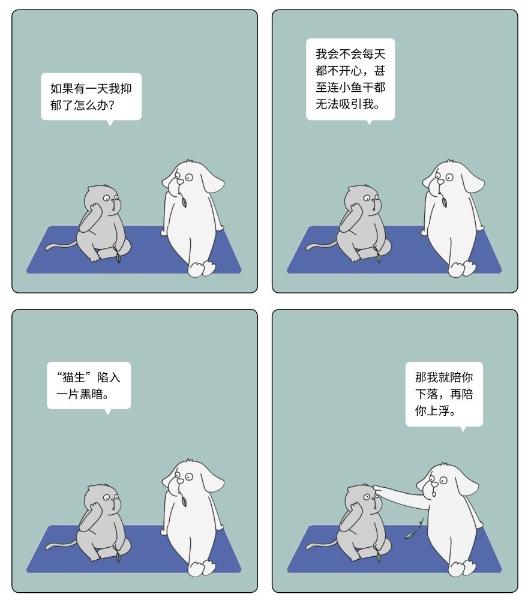 如果有一天我抑
郁了怎么办？
我会不会每天
都不开心，甚
至连小鱼干都
无法吸引我。
“猫生”陷入
一片黑暗。
那我就陪你
下落，再陪
你上浮。